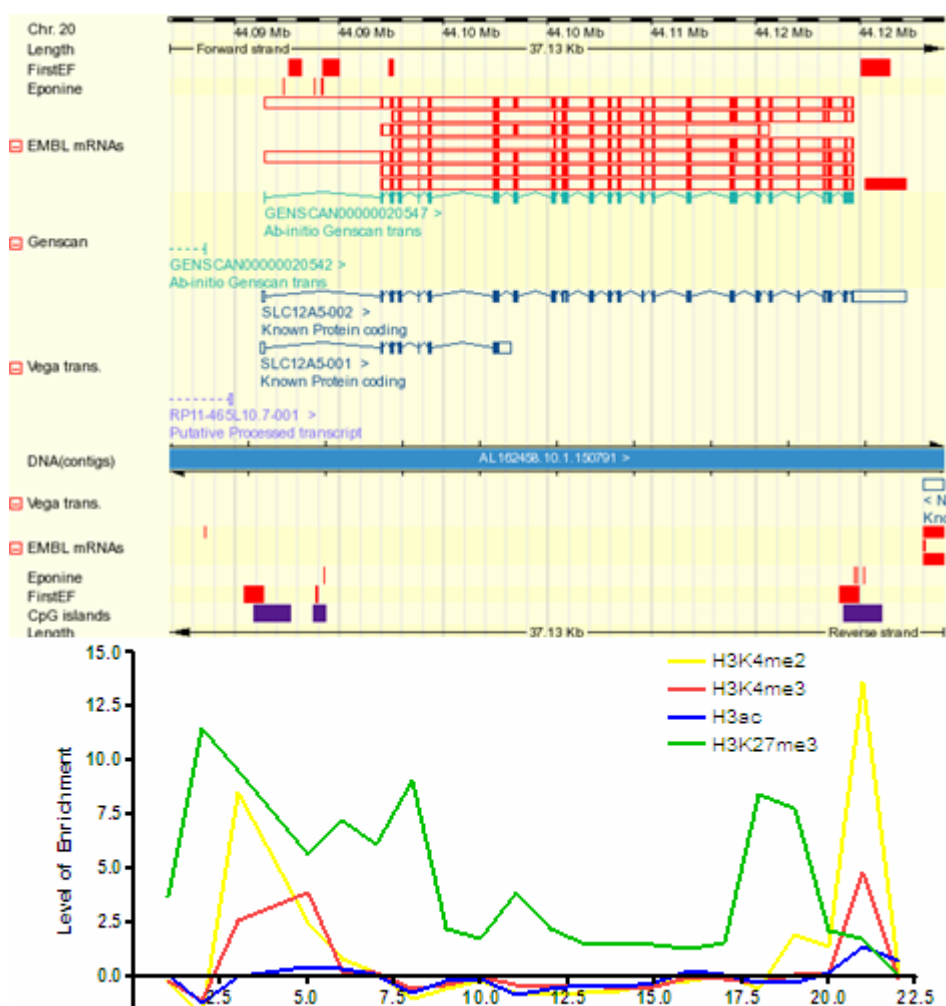 Chr. 20
44.09 Mb 44.09 Mb 44.10 Mb 44.10 Mb 44.11 Mb 44.12 Mb 44.12 Mb
Length
Forward strand 37.13 Kb
FirstEF
Eponine
EMBL mRNAs
GENSCAN00000020547 >
Ab-initio Genscan trans
Genscan
GENSCAN00000020542 >
Ab-initio Genscan trans
SLC12A5-002 >
Known Protein coding
Vega trans.
SLC12A5-001 >
Known Protein coding
RP11-465L10.7-001 >
Putative Processed transcript
DNA(contigs)
AL162458.10.1.150791 >
Vega trans.
< N
Kno
EMBL mRNAs
Eponine
FirstEF
CpG islands
Length
37.13 Kb Reverse strand
15.0
12.5
10.0
7.5
5.0
2.5
0.0
Level of Enrichment
H3K4me2
H3K4me3
H3ac
H3K27me3
2.5 5.0 7.5 10.0 12.5 15.0 17.5 20.0 22.5